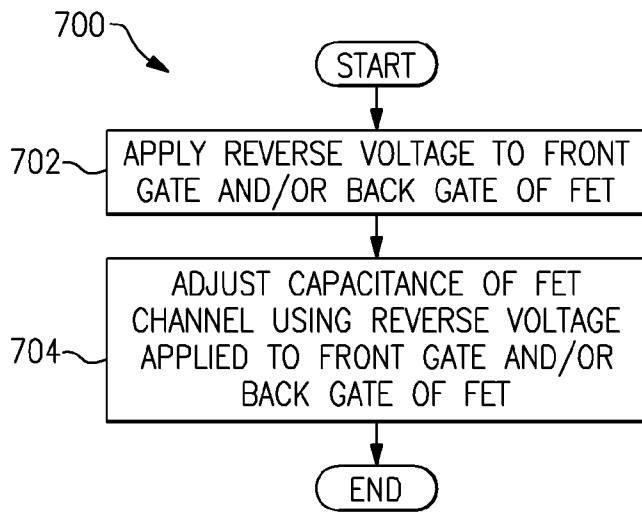 700
START
702
APPLY REVERSE VOLTAGE TO FRONT
GATE AND/OR BACK GATE OF FET
704
ADJUST CAPACITANCE OF FET
CHANNEL USING REVERSE VOLTAGE
APPLIED TO FRONT GATE AND/OR
BACK GATE OF FET
END